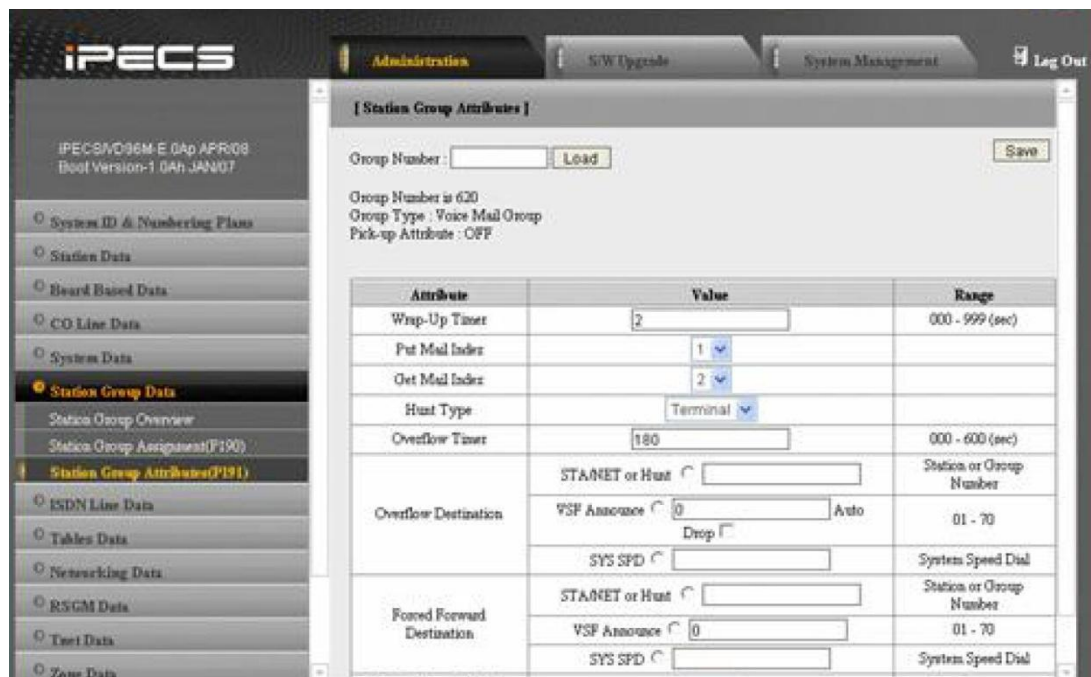 iPECS
Administration
S/W Upgrade
System Management
Log Out
IPECS/VD96M-E.0Ap APR/08
Boot Version-1.0Ah JAN/07
System ID & Numbering Plans
Station Data
Board Based Data
CO Line Data
System Data
Station Group Data
Station Group Overview
Station Group Assignment(P190)
Station Group Attributes(P191)
ISDN Line Data
Tables Data
Networking Data
RSGM Data
Tnet Data
Zone Data
[ Station Group Attributes ]
Group Number : Load Save
Group Number is 620
Group Type : Voice Mail Group
Pick-up Attribute : OFF
Attribute Value Range
Wrap-Up Timer 2 000 - 999 (sec)
Put Mail Index 1
Get Mail Index 2
Hunt Type Terminal
Overflow Timer 180 000 - 600 (sec)
Overflow Destination
STA/NET or Hunt Station or Group Number
VSF Announce 0 Auto Drop 01 - 70
SYS SPD System Speed Dial
Forced Forward Destination
STA/NET or Hunt Station or Group Number
VSF Announce 0 01 - 70
SYS SPD System Speed Dial